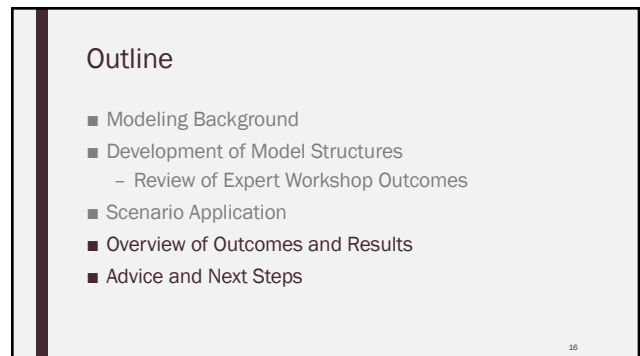 Outline
■ Modeling Background
■ Development of Model Structures
– Review of Expert Workshop Outcomes
■ Scenario Application
■ Overview of Outcomes and Results
■ Advice and Next Steps
16